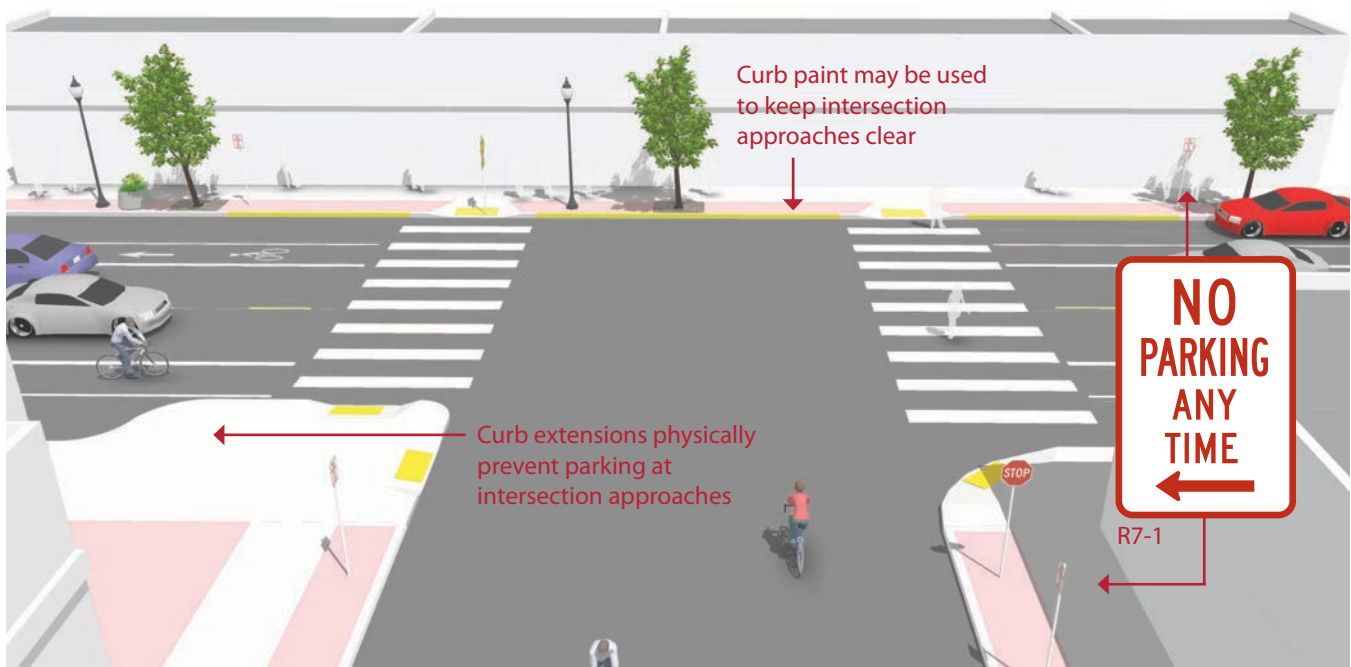 Curb paint may be used
to keep intersection
approaches clear
NO
PARKING
ANY
TIME
Curb extensions physically
prevent parking at
intersection approaches
STOP
R7-1